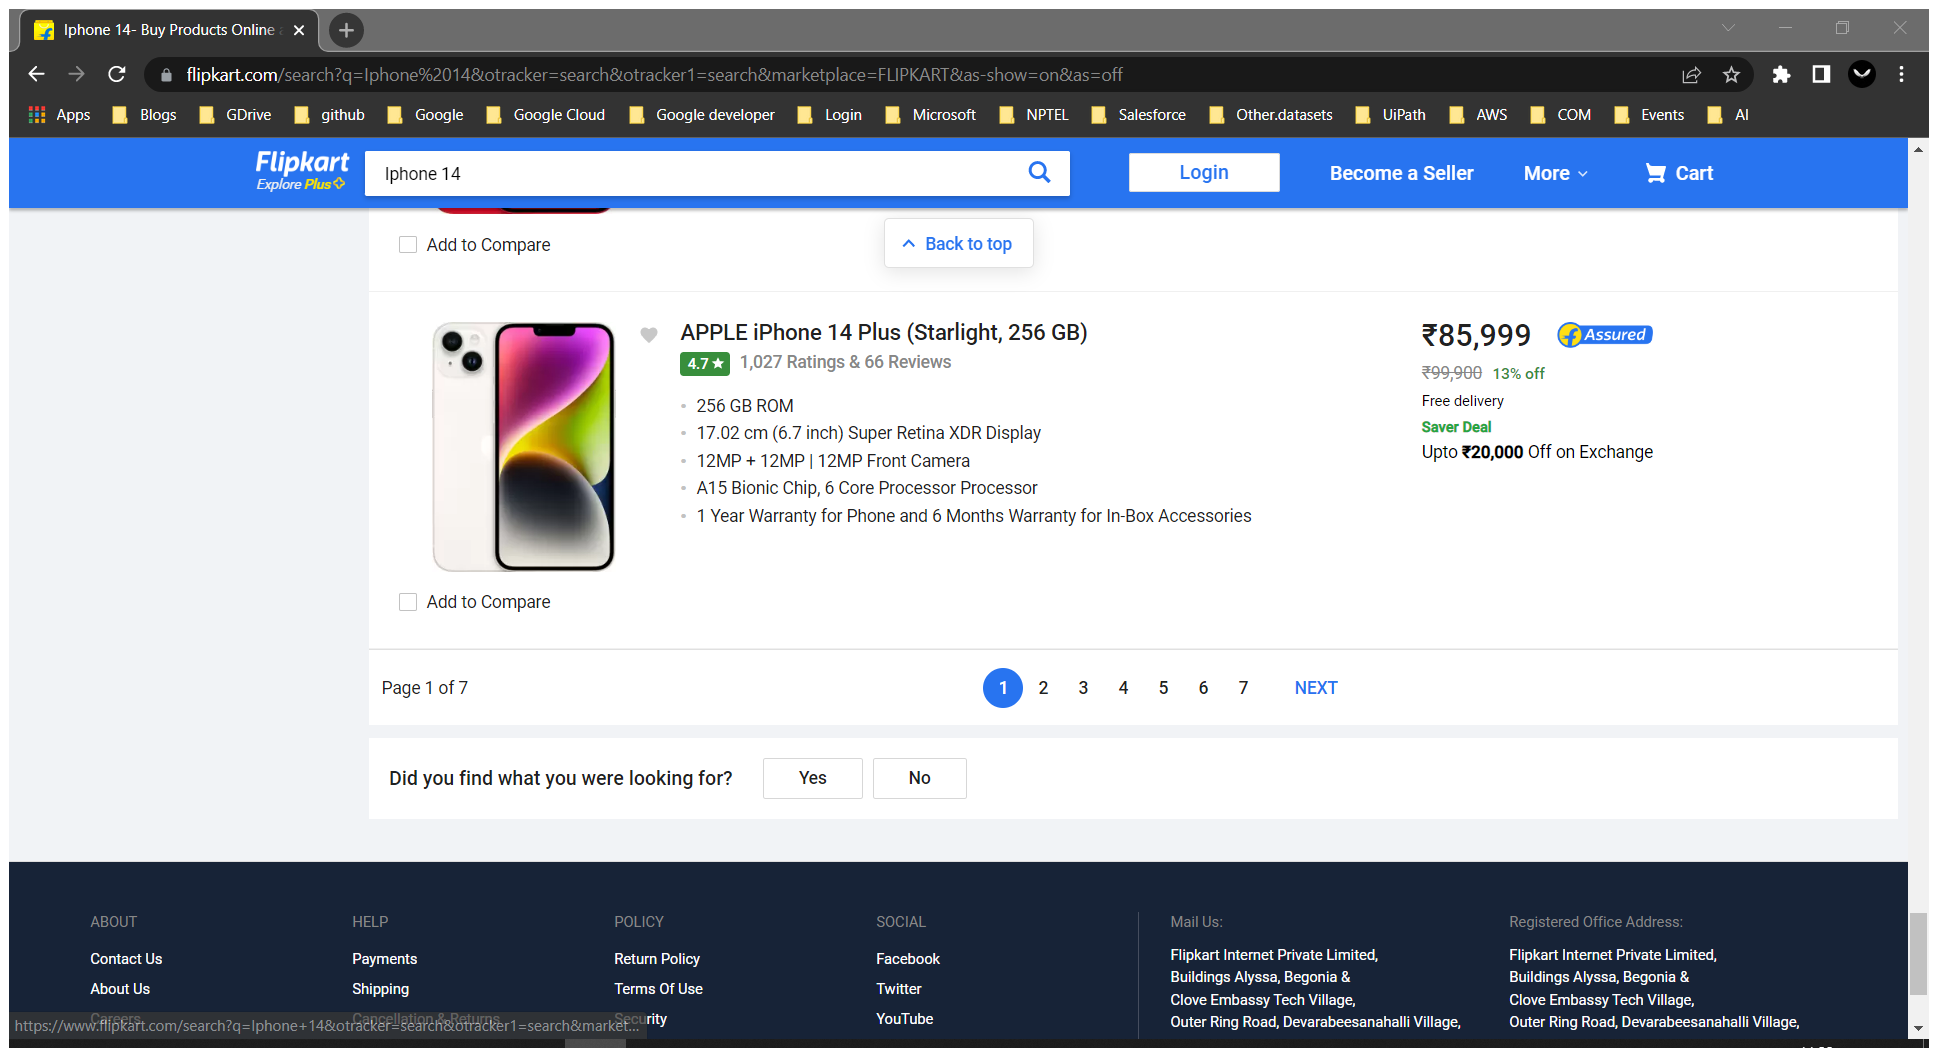 Iphone 14- Buy Products Online
flipkart.com/search?q=Iphone%2014&otracker=search&otracker1=search&marketplace=FLIPKART&as-show=on&as=off
Apps Blogs GDrive github Google Google Cloud Google developer Login Microsoft NPTEL Salesforce Other.datasets UiPath AWS COM Events AI
Flipkart
Explore Plus
Iphone 14
Login
Become a Seller
More
Cart
Add to Compare
Back to top
APPLE iPhone 14 Plus (Starlight, 256 GB)
4.7★ 1,027 Ratings & 66 Reviews
256 GB ROM
17.02 cm (6.7 inch) Super Retina XDR Display
12MP + 12MP | 12MP Front Camera
A15 Bionic Chip, 6 Core Processor Processor
1 Year Warranty for Phone and 6 Months Warranty for In-Box Accessories
₹85,999
Assured
₹99,900 13% off
Free delivery
Saver Deal
Upto ₹20,000 Off on Exchange
Add to Compare
Page 1 of 7
1 2 3 4 5 6 7 NEXT
Did you find what you were looking for?
Yes
No
ABOUT
Contact Us
About Us
Careers
HELP
Payments
Shipping
Cancellation & Returns
POLICY
Return Policy
Terms Of Use
Security
SOCIAL
Facebook
Twitter
YouTube
Mail Us:
Flipkart Internet Private Limited,
Buildings Alyssa, Begonia &
Clove Embassy Tech Village,
Outer Ring Road, Devarabeesanahalli Village,
Registered Office Address:
Flipkart Internet Private Limited,
Buildings Alyssa, Begonia &
Clove Embassy Tech Village,
Outer Ring Road, Devarabeesanahalli Village,
https://www.flipkart.com/search?q=Iphone+14&otracker=search&otracker1=search&market...